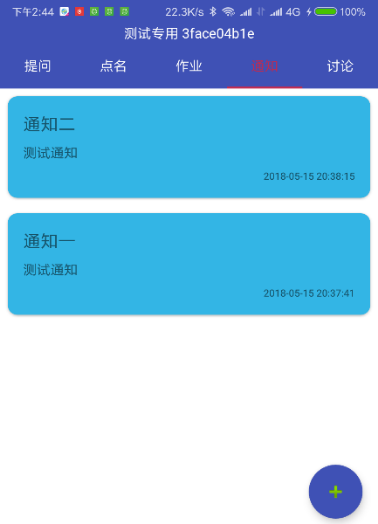 下午2:44 22.3K/s 4G 100%
测试专用 3face04b1e
提问 点名 作业 通知 讨论
通知二
测试通知
2018-05-15 20:38:15
通知一
测试通知
2018-05-15 20:37:41